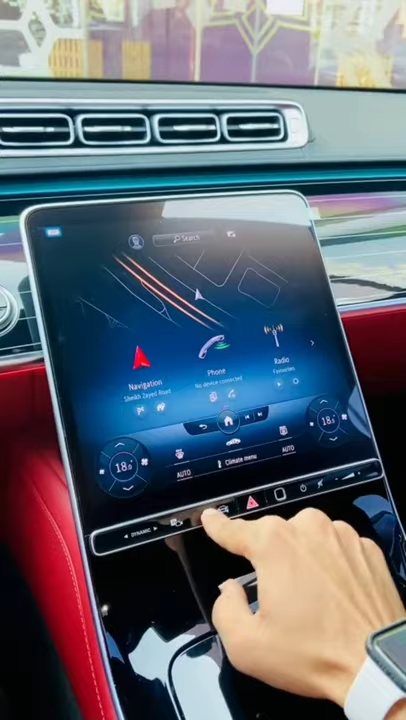 Search
Navigation
Sheikh Zayed Road
Phone
No device connected
Radio
Favourites
18.0
18.0
AUTO
Climate menu
AUTO
DYNAMIC